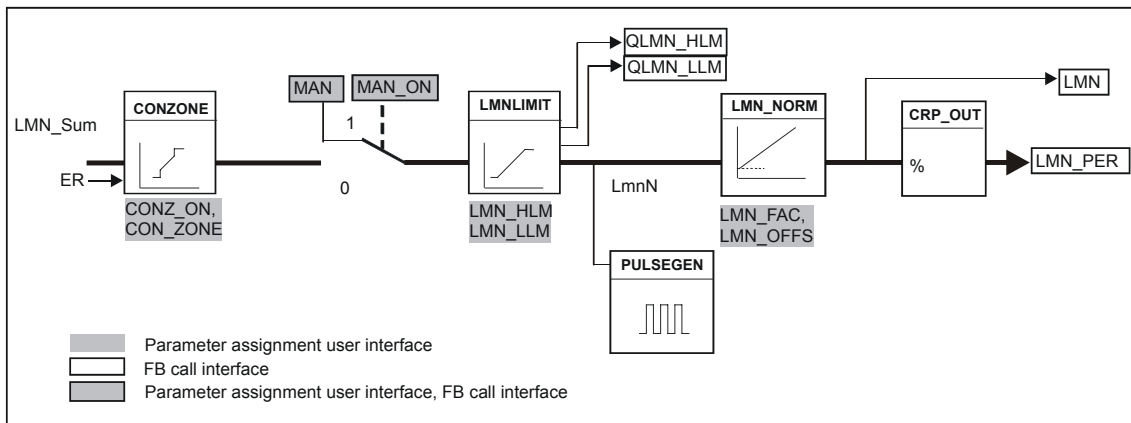 QLMN_HLM
QLMN_LLM
MAN
MAN_ON
LMN
CONZONE
LMNLIMIT
LMN_NORM
CRP_OUT
LMN_Sum
1
%
LMN_PER
ER
0
LmnN
CONZ_ON,
CON_ZONE
LMN_HLM
LMN_LLM
LMN_FAC,
LMN_OFFS
PULSEGEN
Parameter assignment user interface
FB call interface
Parameter assignment user interface, FB call interface